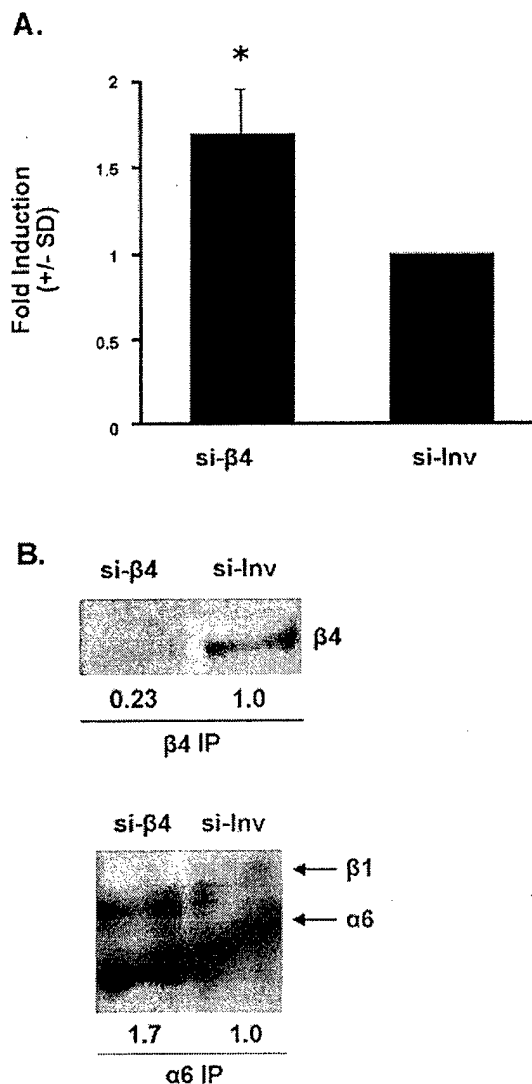 A.
*
2
1.5
1
0.5
0
Fold Induction
(+/- SD)
si-β4
si-Inv
B.
si-β4 si-Inv
β4
0.23 1.0
β4 IP
si-β4 si-Inv
β1
α6
1.7 1.0
α6 IP